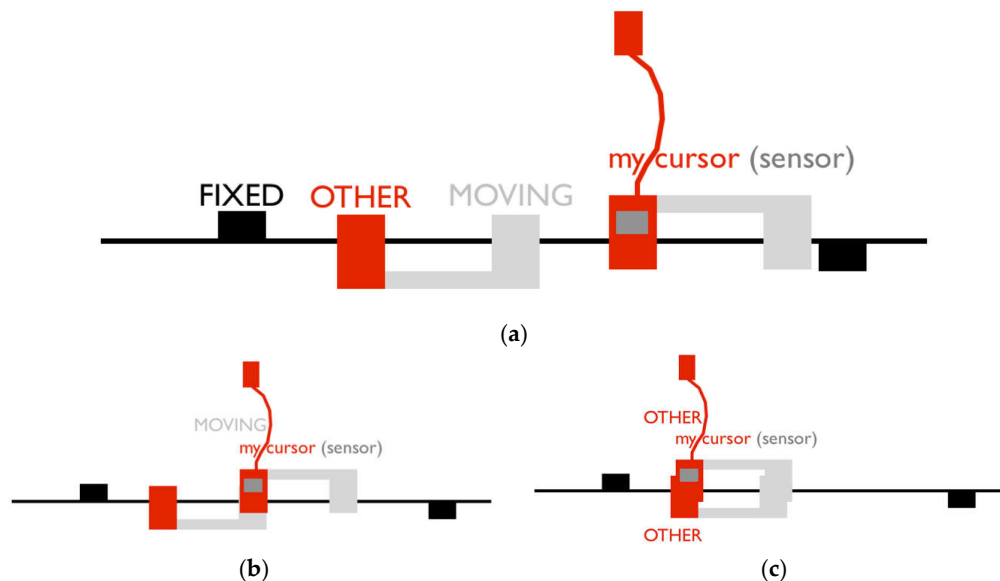 my cursor (sensor)
FIXED OTHER MOVING
(a)
MOVING
my cursor (sensor)
(b)
OTHER
my cursor (sensor)
OTHER
(c)